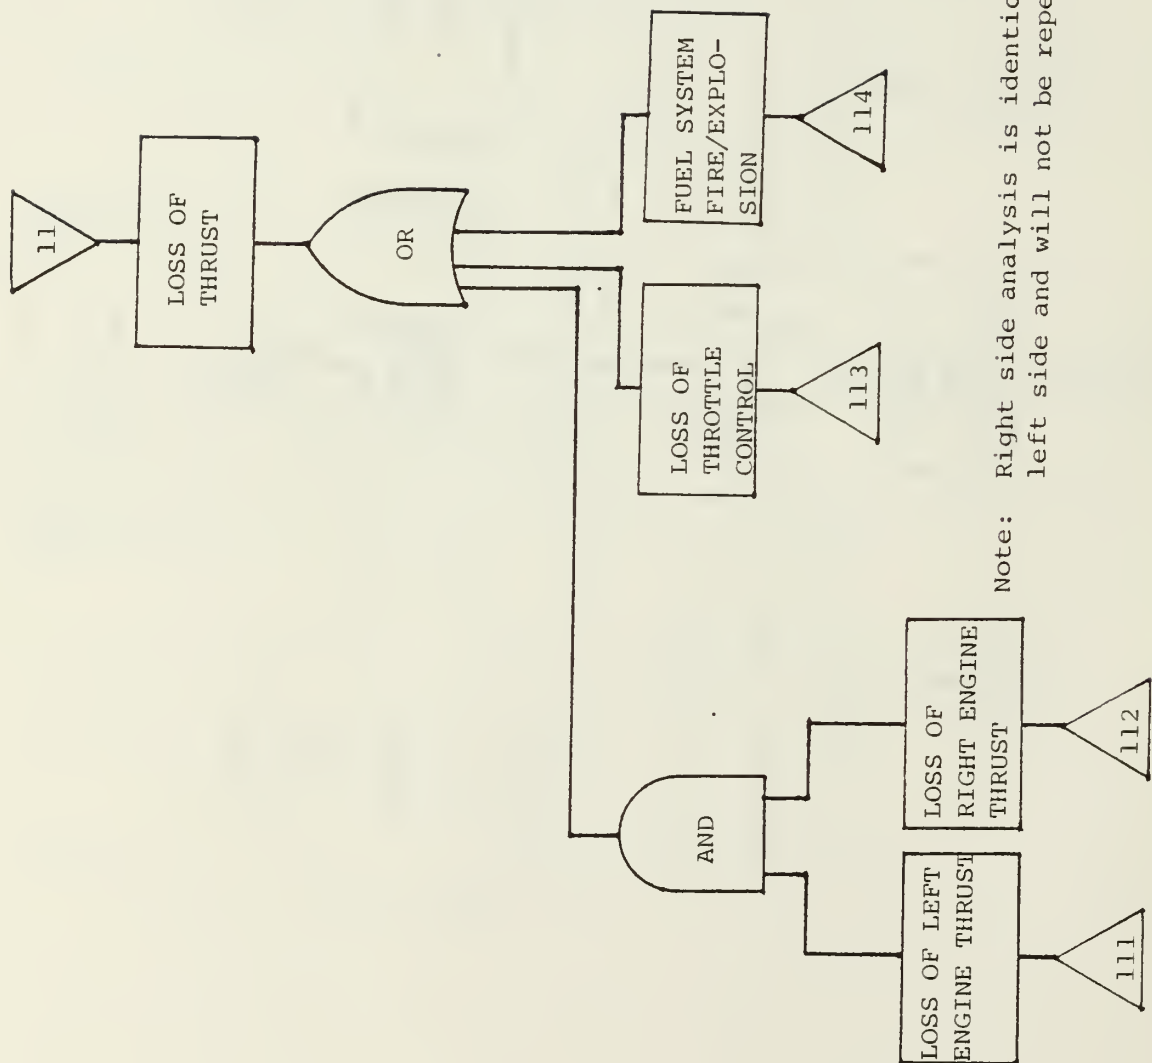 11
LOSS OF
THRUST
OR
AND
LOSS OF
THROTTLE
CONTROL
113
FUEL SYSTEM
FIRE/EXPLO-
SION
114
LOSS OF LEFT
ENGINE THRUST
111
LOSS OF
RIGHT ENGINE
THRUST
112
Note: Right side analysis is
left side and will not be